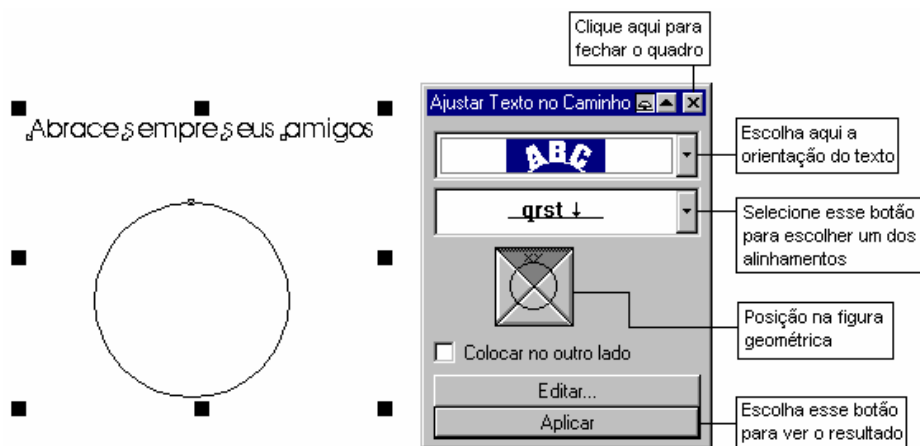 Clique aqui para
fechar o quadro
Ajustar Texto no Caminho
Abrace sempre seus amigos
ABC
Escolha aqui a
orientação do texto
qrst ↓
Selecione esse botão
para escolher um dos
alinhamentos
XY
Posição na figura
geométrica
Colocar no outro lado
Editar...
Aplicar
Escolha esse botão
para ver o resultado